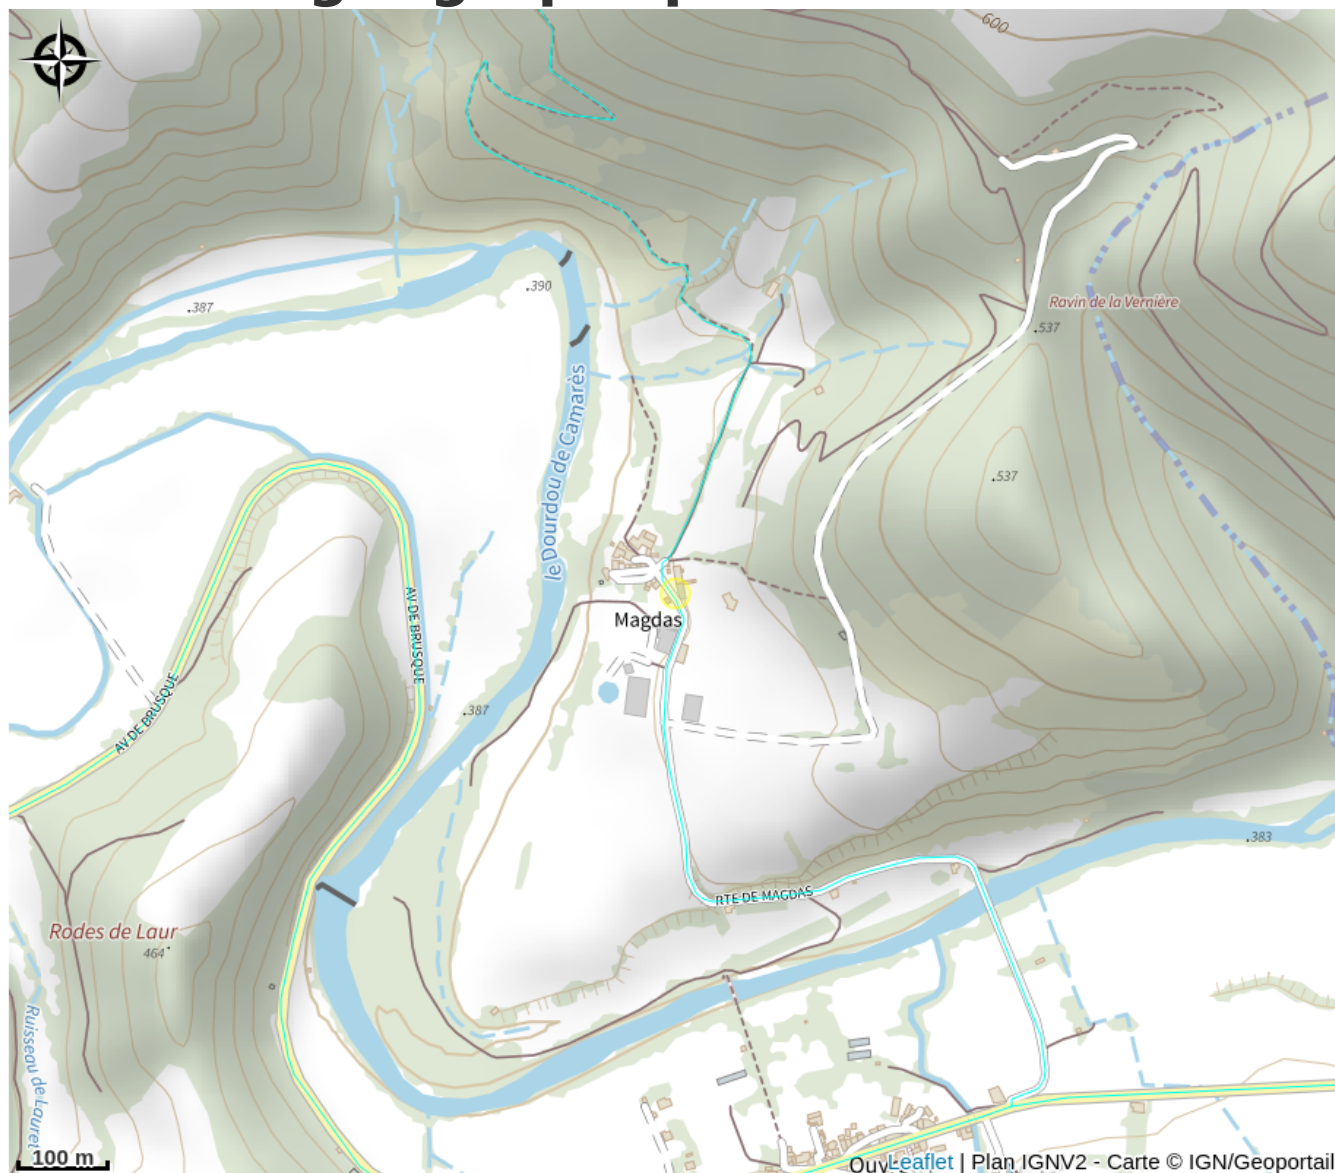 600
.390
.387
Ravin de la Vernière
.537
le Dourdou de Camarès
.537
AV DE BRUSQUE
Magdas
AV DE BRUSQUE
.387
.383
RTE DE MAGDAS
Rodes de Laur
464.
Ruisseau de Lauret
100 m
Leaflet | Plan IGNV2 - Carte © IGN/Geoportail